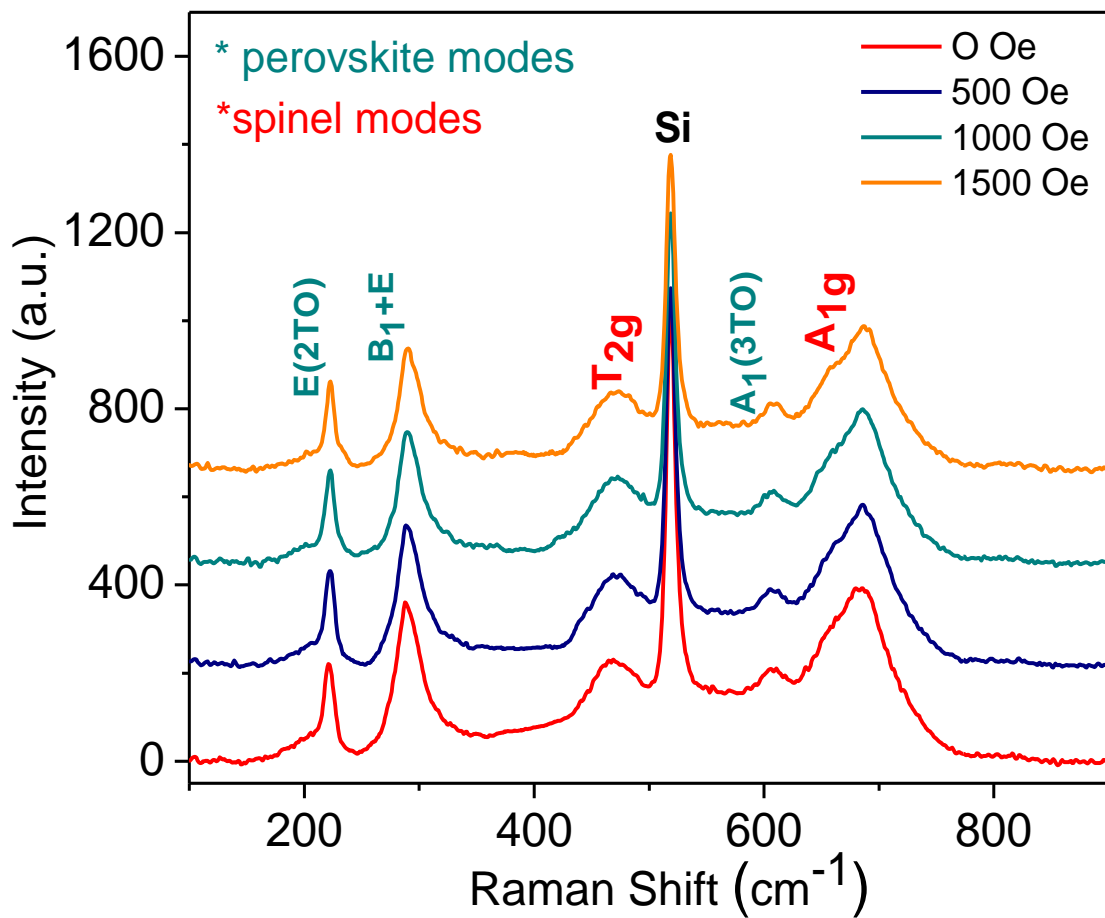 * perovskite modes
*spinel modes
O Oe
500 Oe
1000 Oe
1500 Oe
Si
E(2TO)
B1+E
T2g
A1(3TO)
A1g
1600
1200
800
400
0
Intensity (a.u.)
200
400
600
800
Raman Shift (cm-1)